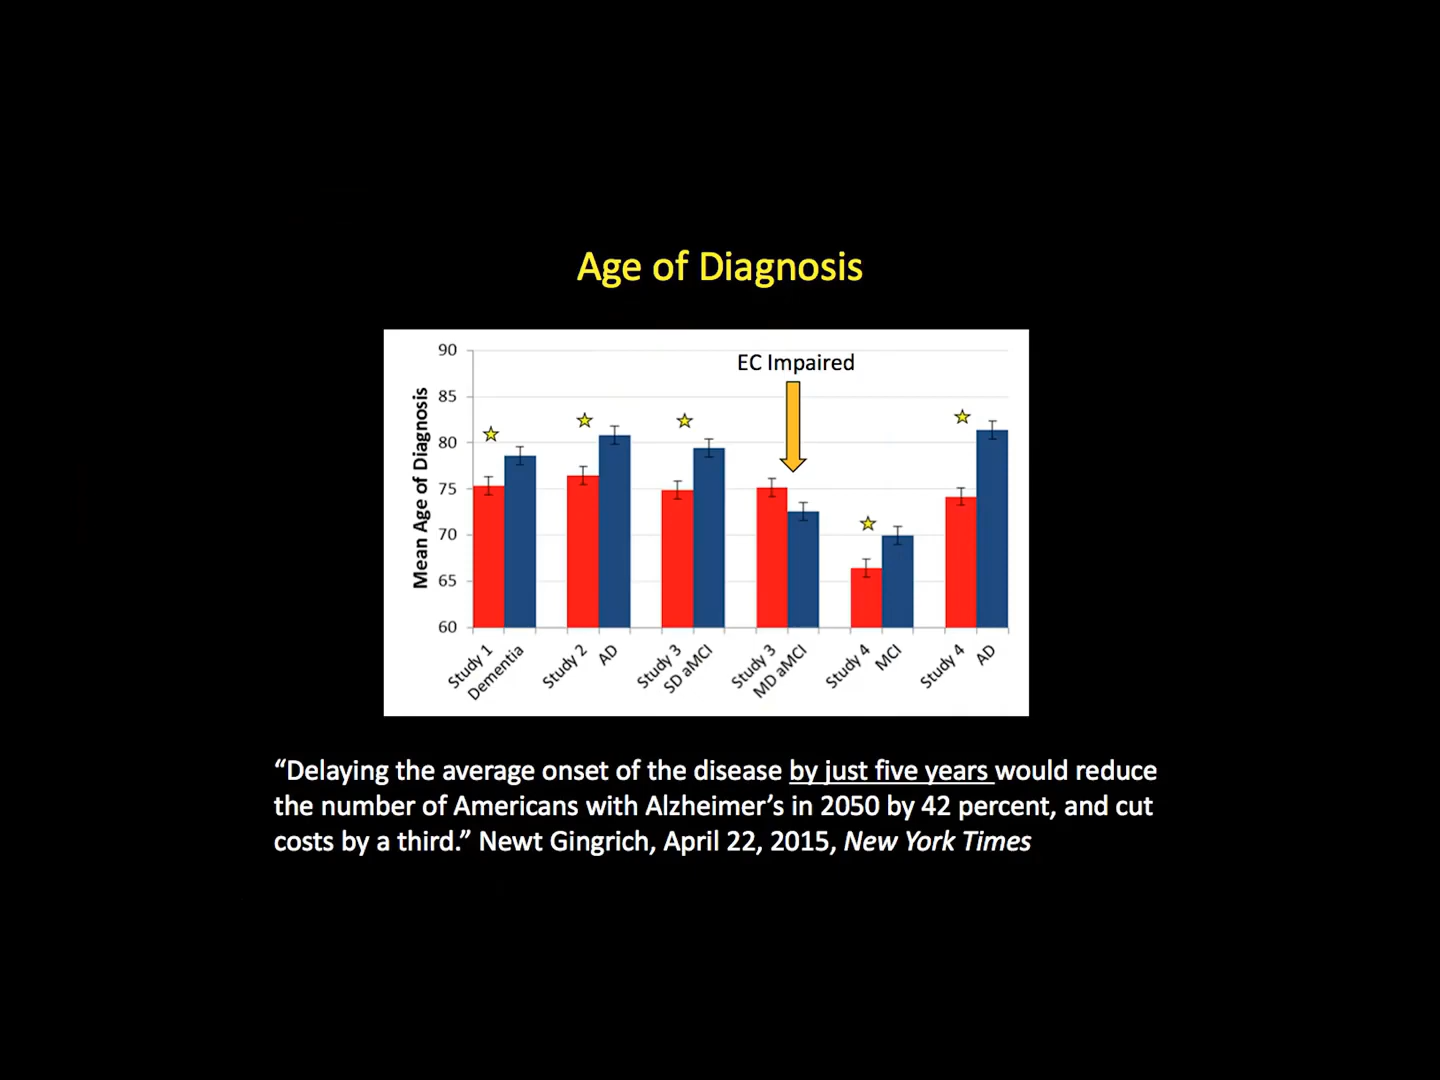 Age of Diagnosis
EC Impaired
Mean Age of Diagnosis
90
85
80
75
70
65
60
Study 1
Dementia
Study 2
AD
Study 3
SD aMCI
Study 3
MD aMCI
Study 4
MCI
Study 4
AD
“Delaying the average onset of the disease by just five years would reduce
the number of Americans with Alzheimer’s in 2050 by 42 percent, and cut
costs by a third.” Newt Gingrich, April 22, 2015, New York Times